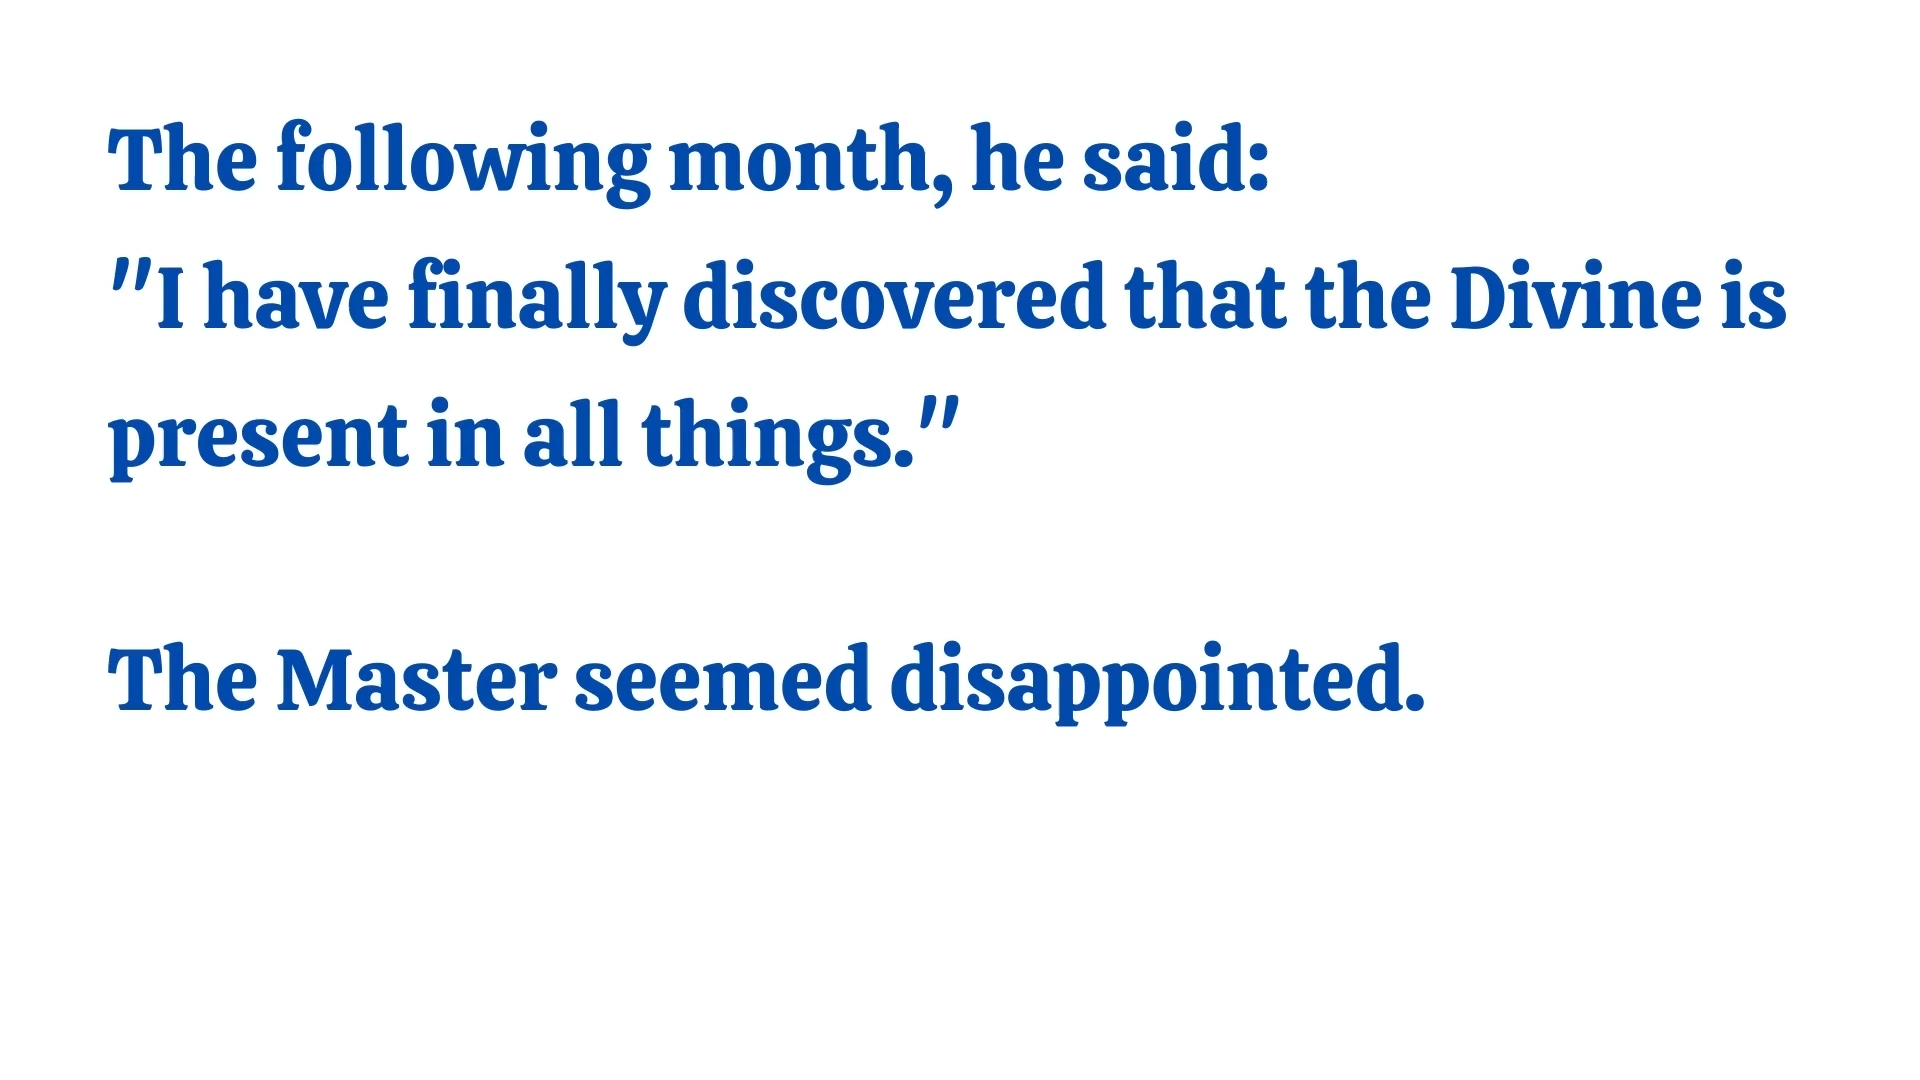 The following month, he said:
"I have finally discovered that the Divine is
present in all things."
The Master seemed disappointed.